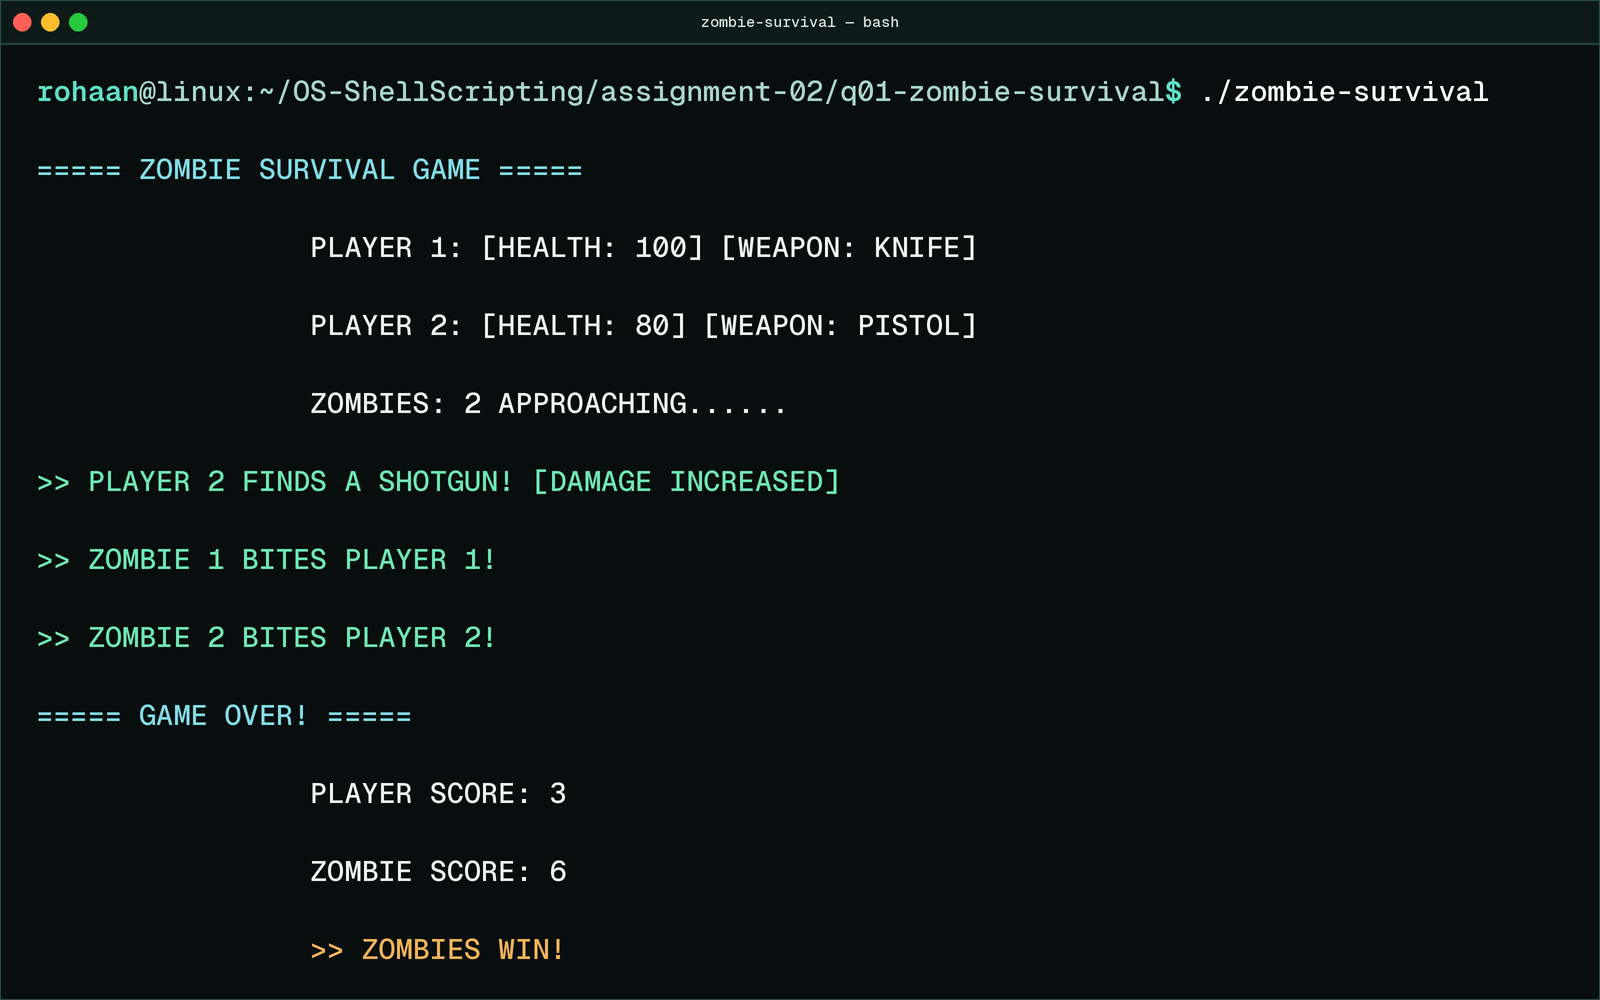 zombie-survival — bash
rohaan@linux:~/OS-ShellScripting/assignment-02/q01-zombie-survival$ ./zombie-survival
===== ZOMBIE SURVIVAL GAME =====
PLAYER 1: [HEALTH: 100] [WEAPON: KNIFE]
PLAYER 2: [HEALTH: 80] [WEAPON: PISTOL]
ZOMBIES: 2 APPROACHING......
>> PLAYER 2 FINDS A SHOTGUN! [DAMAGE INCREASED]
>> ZOMBIE 1 BITES PLAYER 1!
>> ZOMBIE 2 BITES PLAYER 2!
===== GAME OVER! =====
PLAYER SCORE: 3
ZOMBIE SCORE: 6
>> ZOMBIES WIN!